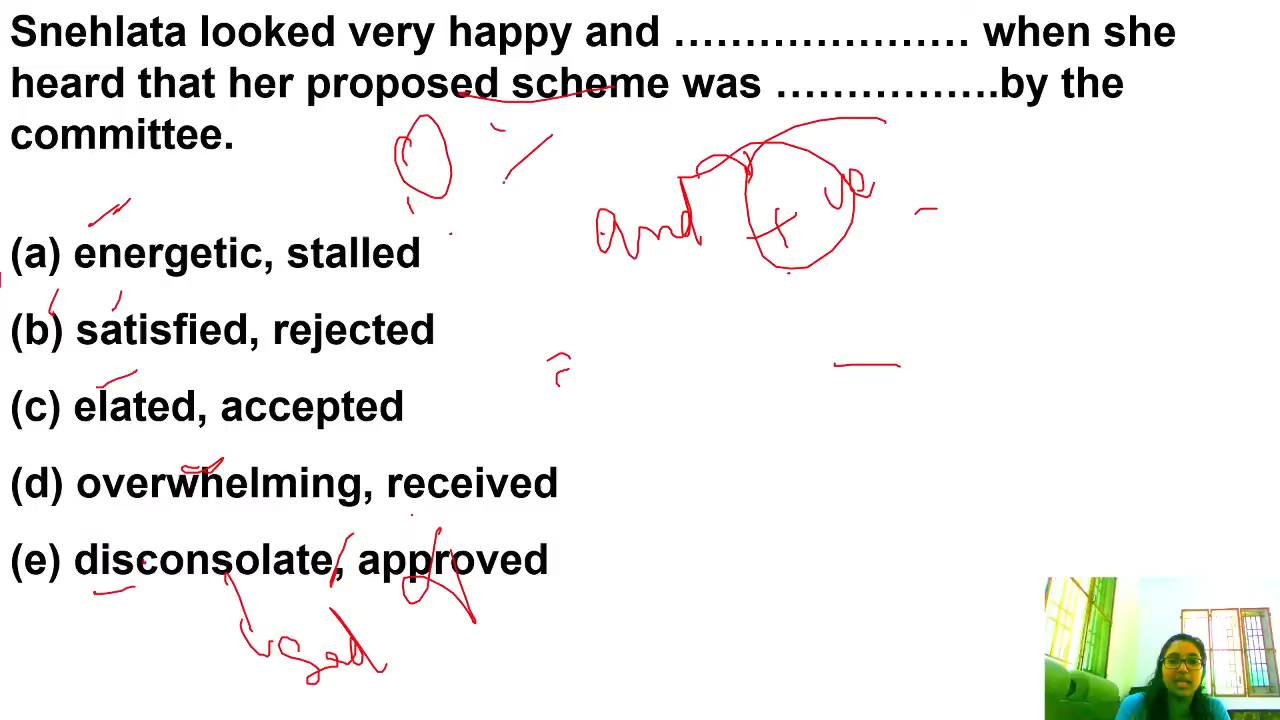 Snehlata looked very happy and ………………… when she
heard that her proposed scheme was …………….by the
committee.
and + ve
(a) energetic, stalled
(b) satisfied, rejected
(c) elated, accepted
(d) overwhelming, received
(e) disconsolate, approved
sad